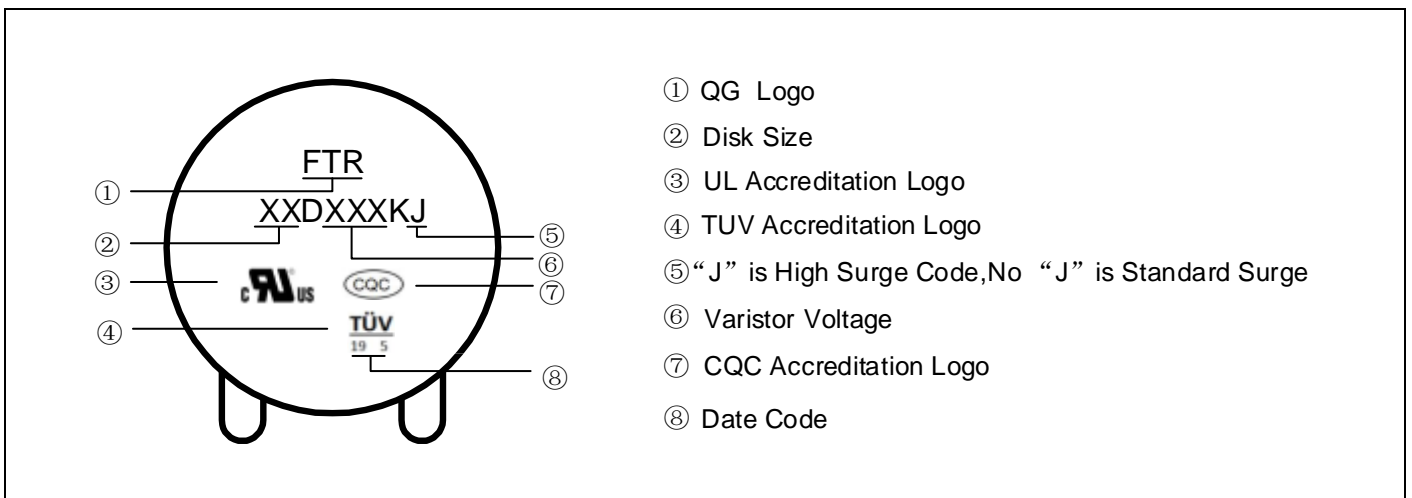 FTR
XXDXXXKJ
c RU ® US
CQC
TÜV
19 5
①
②
③
④
⑤
⑥
⑦
⑧
① QG Logo
② Disk Size
③ UL Accreditation Logo
④ TUV Accreditation Logo
⑤“J” is High Surge Code,No “J” is Standard Surge
⑥ Varistor Voltage
⑦ CQC Accreditation Logo
⑧ Date Code